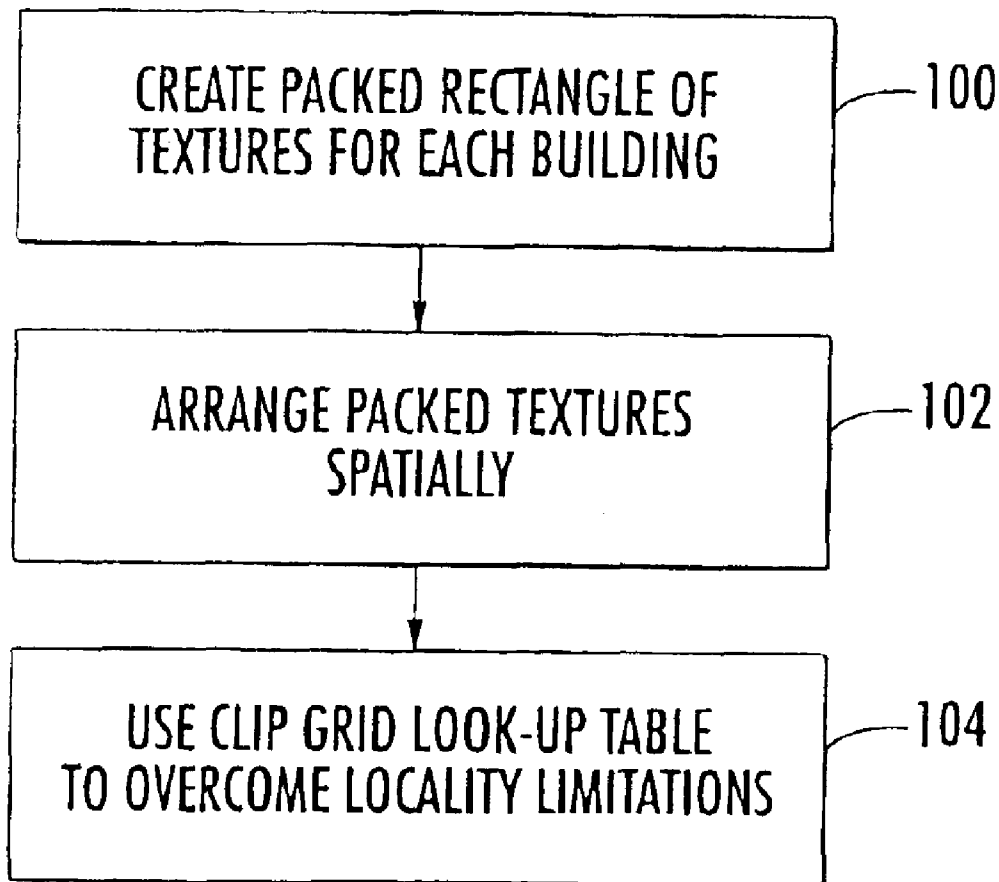 CREATE PACKED RECTANGLE OF
TEXTURES FOR EACH BUILDING
100
ARRANGE PACKED TEXTURES
SPATIALLY
102
USE CLIP GRID LOOK-UP TABLE
TO OVERCOME LOCALITY LIMITATIONS
104